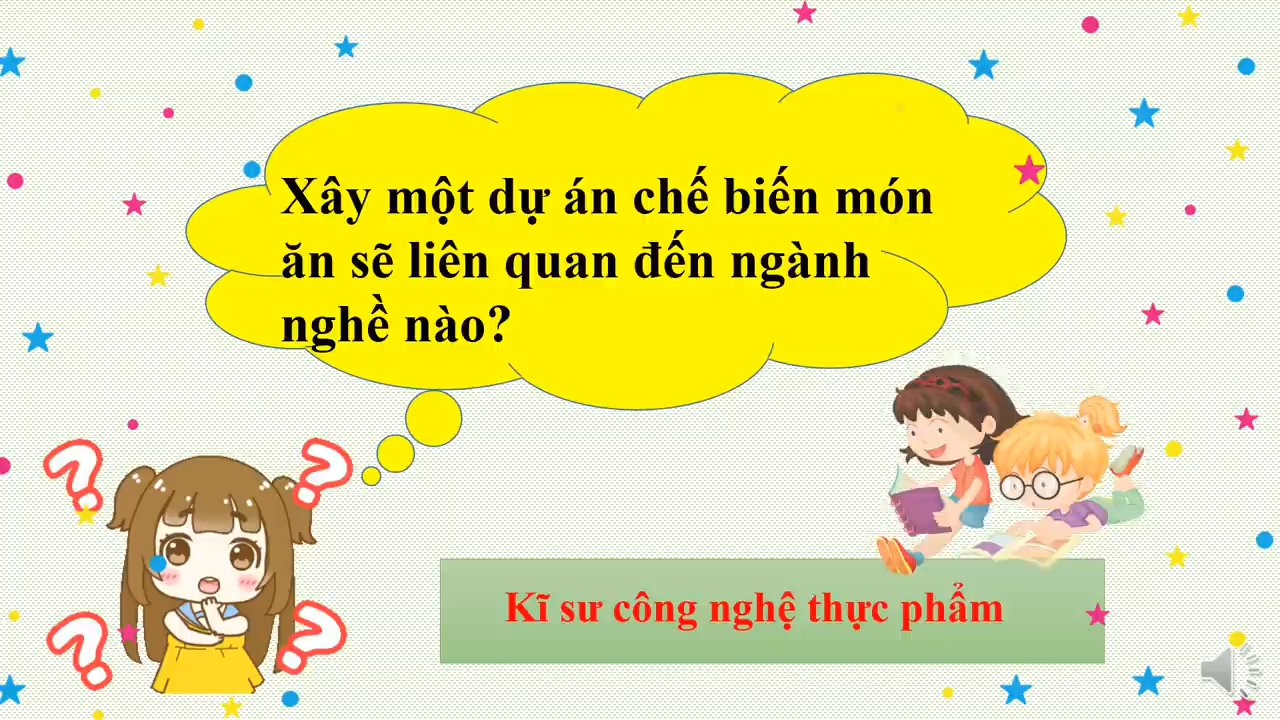 Xây một dự án chế biến món
ăn sẽ liên quan đến ngành
nghề nào?
Kĩ sư công nghệ thực phẩm